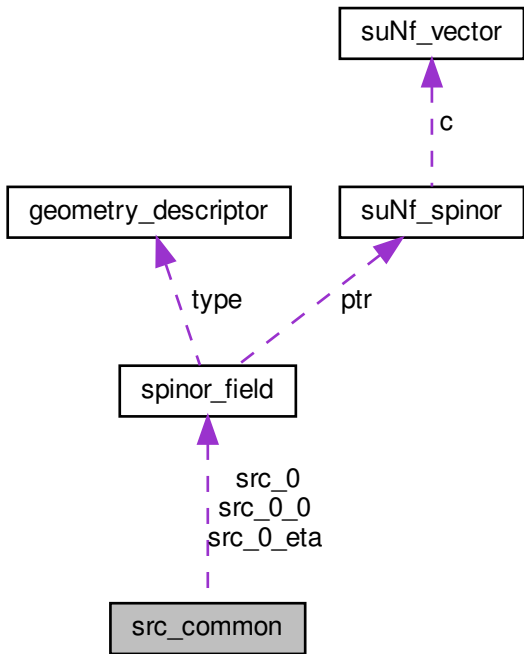 suNf_vector
c
geometry_descriptor
suNf_spinor
type
ptr
spinor_field
src_0
src_0_0
src_0_eta
src_common